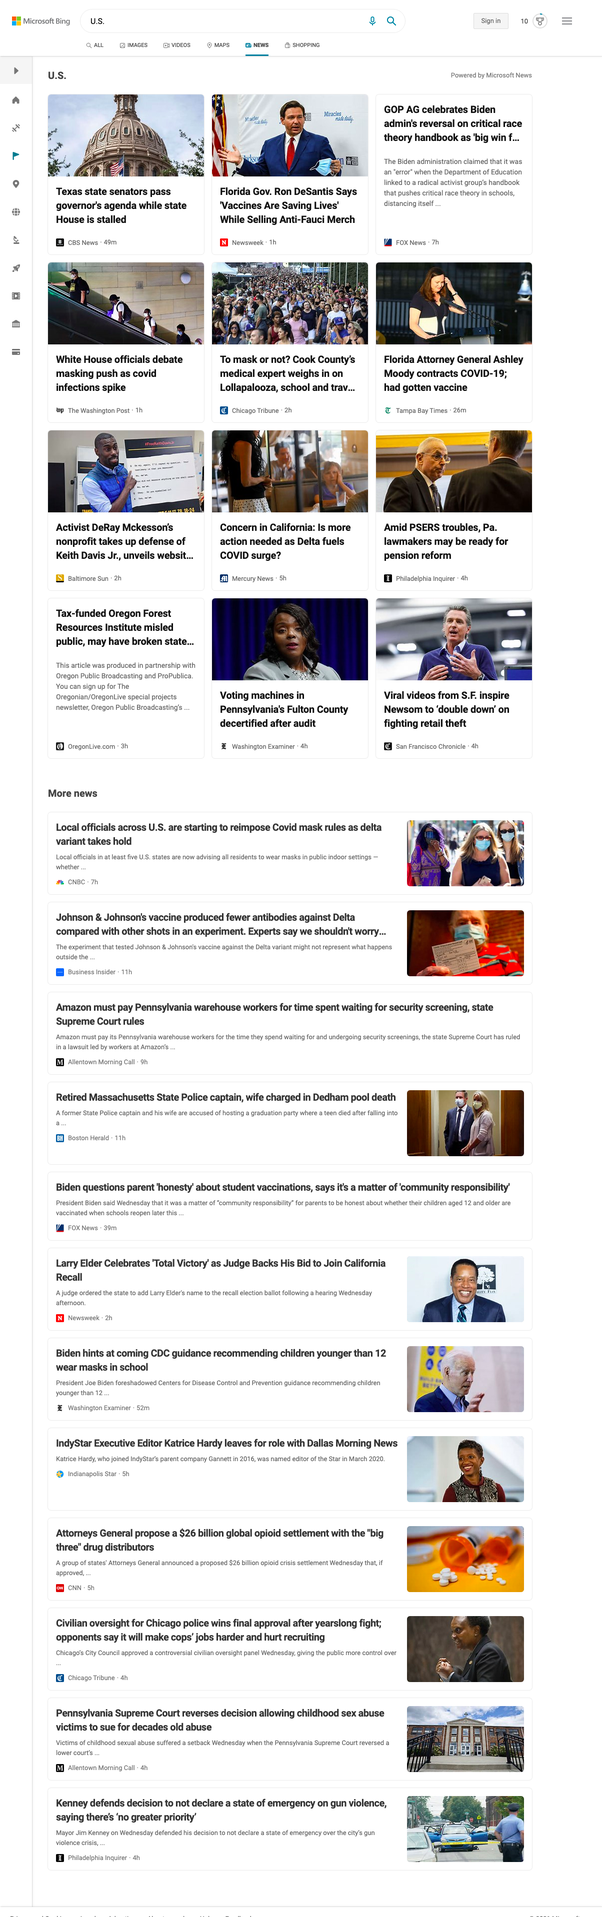 Microsoft Bing
U.S.
Sign in
10
ALL
IMAGES
VIDEOS
MAPS
NEWS
SHOPPING
U.S.
Powered by Microsoft News
Texas state senators pass
governor's agenda while state
House is stalled
CBS News · 49m
Florida Gov. Ron DeSantis Says
'Vaccines Are Saving Lives'
While Selling Anti-Fauci Merch
Newsweek · 1h
GOP AG celebrates Biden
admin's reversal on critical race
theory handbook as 'big win f...
The Biden administration claimed that it was
an "error" when the Department of Education
linked to a radical activist group's handbook
that pushes critical race theory in schools,
distancing itself ...
FOX News · 7h
White House officials debate
masking push as covid
infections spike
The Washington Post · 1h
To mask or not? Cook County's
medical expert weighs in on
Lollapalooza, school and trav...
Chicago Tribune · 2h
Florida Attorney General Ashley
Moody contracts COVID-19;
had gotten vaccine
Tampa Bay Times · 26m
Activist DeRay Mckesson's
nonprofit takes up defense of
Keith Davis Jr., unveils websit...
Baltimore Sun · 2h
Concern in California: Is more
action needed as Delta fuels
COVID surge?
Mercury News · 5h
Amid PSERS troubles, Pa.
lawmakers may be ready for
pension reform
Philadelphia Inquirer · 4h
Tax-funded Oregon Forest
Resources Institute misled
public, may have broken state...
This article was produced in partnership with
Oregon Public Broadcasting and ProPublica.
You can sign up for The
Oregonian/OregonLive special projects
newsletter, Oregon Public Broadcasting's ...
OregonLive.com · 3h
Voting machines in
Pennsylvania's Fulton County
decertified after audit
Washington Examiner · 4h
Viral videos from S.F. inspire
Newsom to 'double down' on
fighting retail theft
San Francisco Chronicle · 4h
More news
Local officials across U.S. are starting to reimpose Covid mask rules as delta
variant takes hold
Local officials in at least five U.S. states are now advising all residents to wear masks in public indoor settings —
whether ...
CNBC · 7h
Johnson & Johnson's vaccine produced fewer antibodies against Delta
compared with other shots in an experiment. Experts say we shouldn't worry...
The experiment that tested Johnson & Johnson's vaccine against the Delta variant might not represent what happens
outside the ...
Business Insider · 11h
Amazon must pay Pennsylvania warehouse workers for time spent waiting for security screening, state
Supreme Court rules
Amazon must pay its Pennsylvania warehouse workers for the time they spend waiting for and undergoing security screenings, the state Supreme Court has ruled
in a lawsuit led by workers at Amazon's ...
Allentown Morning Call · 9h
Retired Massachusetts State Police captain, wife charged in Dedham pool death
A former State Police captain and his wife are accused of hosting a graduation party where a teen died after falling into
a ...
Boston Herald · 11h
Biden questions parent 'honesty' about student vaccinations, says it's a matter of 'community responsibility'
President Biden said Wednesday that it was a matter of "community responsibility" for parents to be honest about whether their children aged 12 and older are
vaccinated when schools reopen later this ...
FOX News · 39m
Larry Elder Celebrates 'Total Victory' as Judge Backs His Bid to Join California
Recall
A judge ordered the state to add Larry Elder's name to the recall election ballot following a hearing Wednesday
afternoon.
Newsweek · 2h
Biden hints at coming CDC guidance recommending children younger than 12
wear masks in school
President Joe Biden foreshadowed Centers for Disease Control and Prevention guidance recommending children
younger than 12 ...
Washington Examiner · 52m
IndyStar Executive Editor Katrice Hardy leaves for role with Dallas Morning News
Katrice Hardy, who joined IndyStar's parent company Gannett in 2016, was named editor of the Star in March 2020.
Indianapolis Star · 5h
Attorneys General propose a $26 billion global opioid settlement with the "big
three" drug distributors
A group of states' Attorneys General announced a proposed $26 billion opioid crisis settlement Wednesday that, if
approved, ...
CNN · 5h
Civilian oversight for Chicago police wins final approval after yearslong fight;
opponents say it will make cops' jobs harder and hurt recruiting
Chicago's City Council approved a controversial civilian oversight panel Wednesday, giving the public more control over
...
Chicago Tribune · 4h
Pennsylvania Supreme Court reverses decision allowing childhood sex abuse
victims to sue for decades old abuse
Victims of childhood sexual abuse suffered a setback Wednesday when the Pennsylvania Supreme Court reversed a
lower court's ...
Allentown Morning Call · 4h
Kenney defends decision to not declare a state of emergency on gun violence,
saying there's 'no greater priority'
Mayor Jim Kenney on Wednesday defended his decision to not declare a state of emergency over the city's gun
violence crisis, ...
Philadelphia Inquirer · 4h